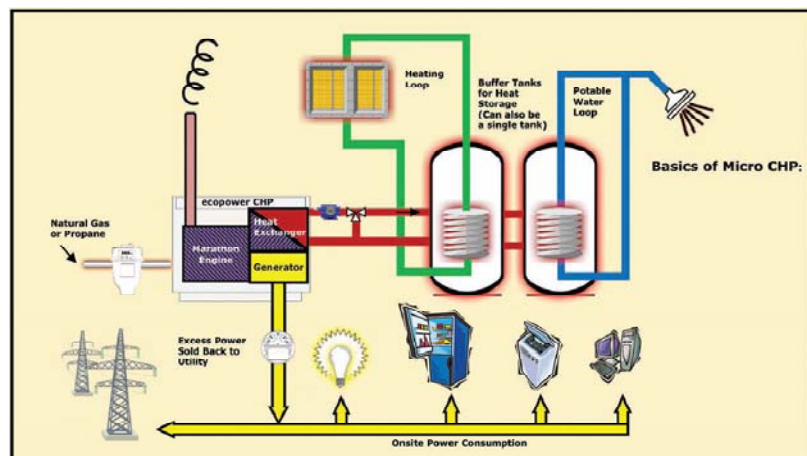 Heating
Loop
Buffer Tanks
for Heat
Storage
(Can also be
a single tank)
Potable
Water
Loop
Basics of Micro CHP:
ecopower CHP
Natural Gas
or Propane
Heat
Exchanger
Marathon
Engine
Generator
Excess Power
Sold Back to
Utility
Onsite Power Consumption